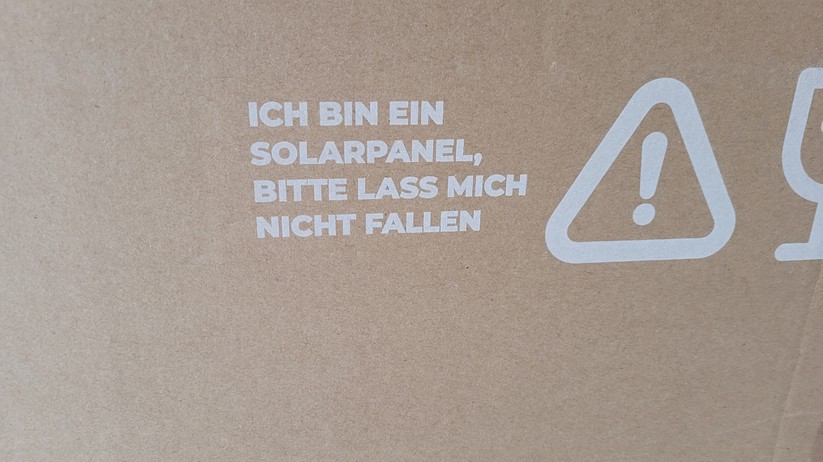 ICH BIN EIN
SOLARPANEL,
BITTE LASS MICH
NICHT FALLEN